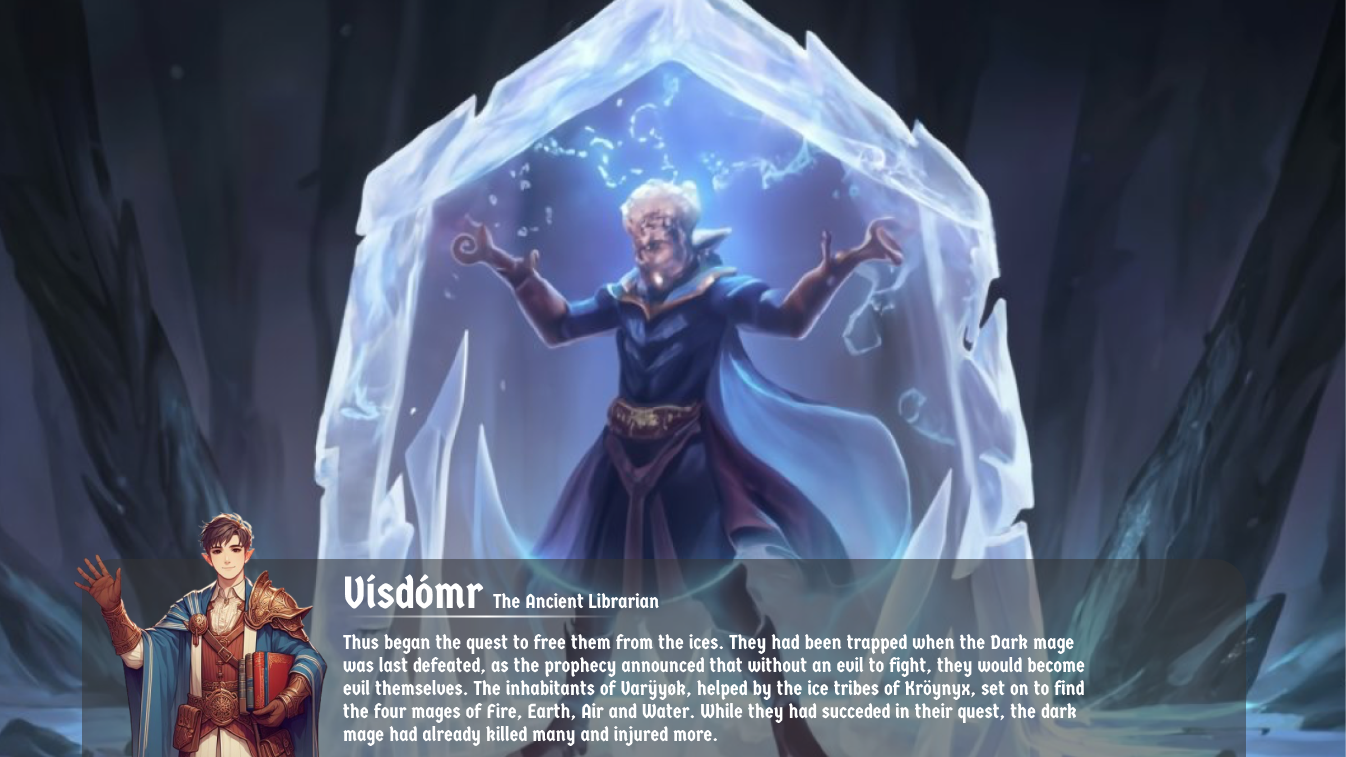 Vísdómr The Ancient Librarian
Thus began the quest to free them from the ices. They had been trapped when the Dark mage
was last defeated, as the prophecy announced that without an evil to fight, they would become
evil themselves. The inhabitants of Varÿyok, helped by the ice tribes of Kröynyx, set on to find
the four mages of Fire, Earth, Air and Water. While they had succeded in their quest, the dark
mage had already killed many and injured more.